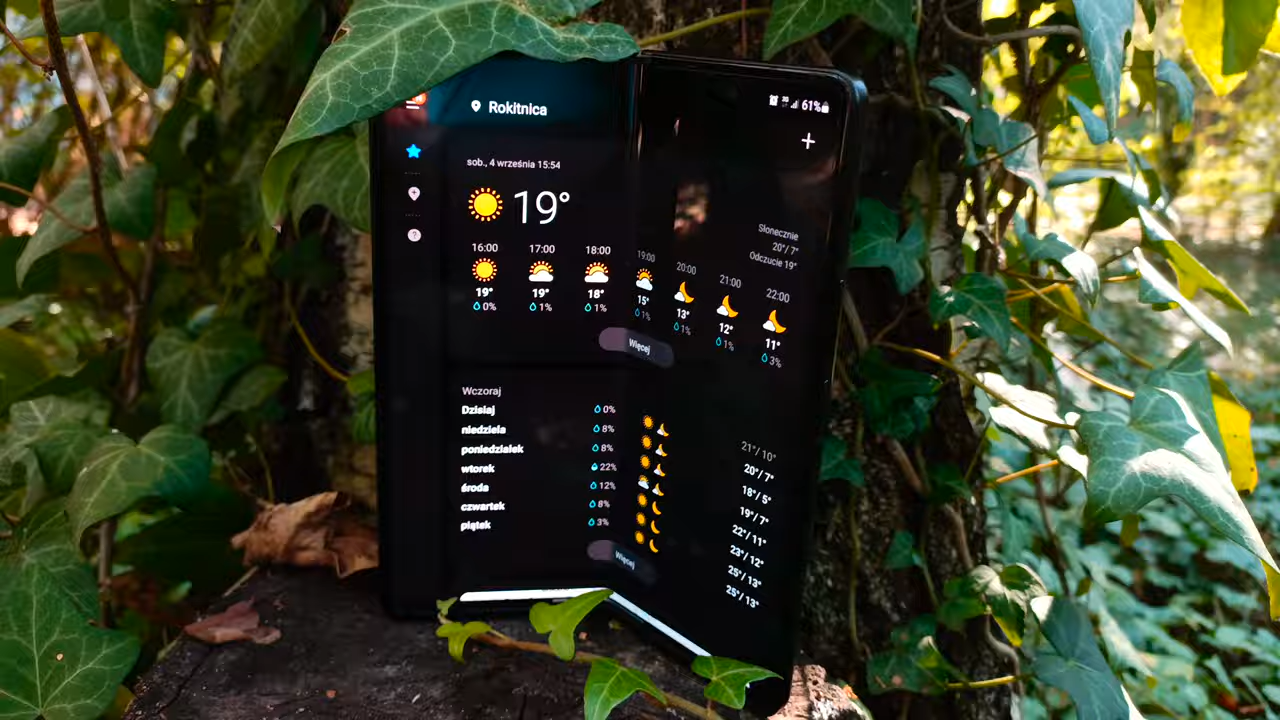 Rokitnica
61%
sob., 4 września 15:54
19°
Słonecznie
20°/ 7°
Odczucie 19°
16:00 17:00 18:00 19:00 20:00 21:00 22:00
19° 19° 18° 15° 13° 12° 11°
0% 1% 1% 1% 1% 1% 3%
Więcej
Wczoraj 21°/ 10°
Dzisiaj 0% 20°/ 7°
niedziela 8% 18°/ 5°
poniedziałek 8% 19°/ 7°
wtorek 22% 22°/ 11°
środa 12% 23°/ 12°
czwartek 8% 25°/ 13°
piątek 3% 25°/ 13°
Więcej